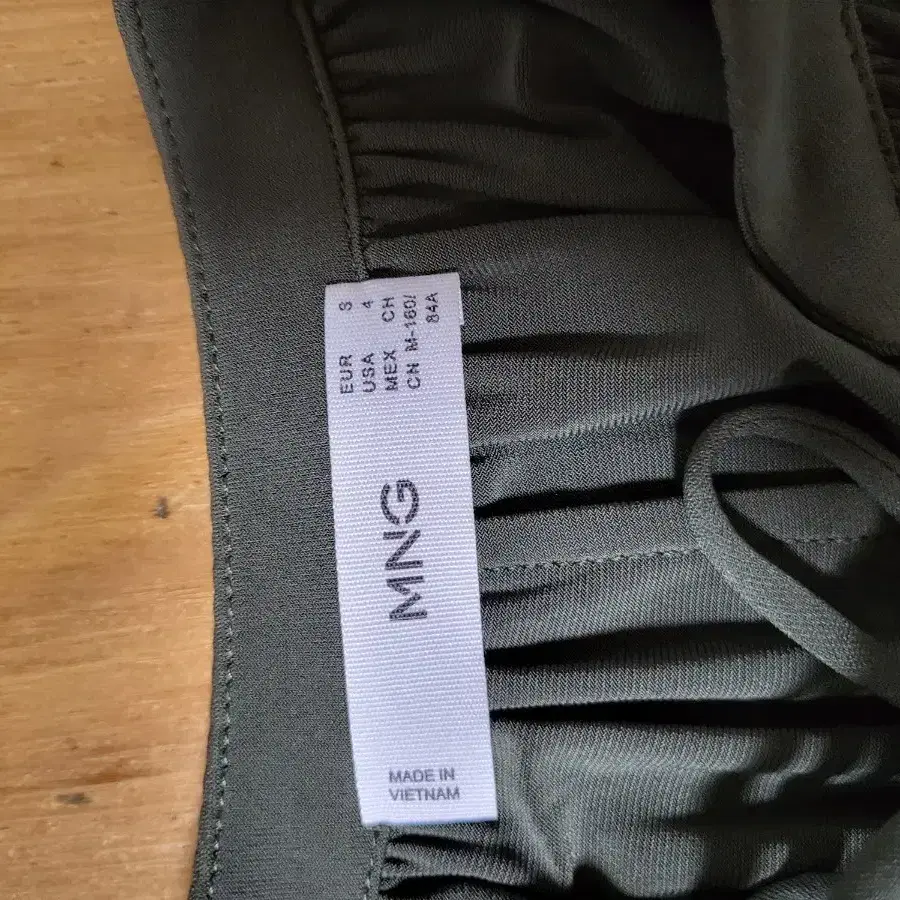 EUR S
USA 4
MEX CH
CN M-160/
84A
MNG
MADE IN
VIETNAM